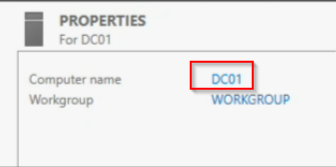 PROPERTIES
For DC01
Computer name DC01
Workgroup WORKGROUP